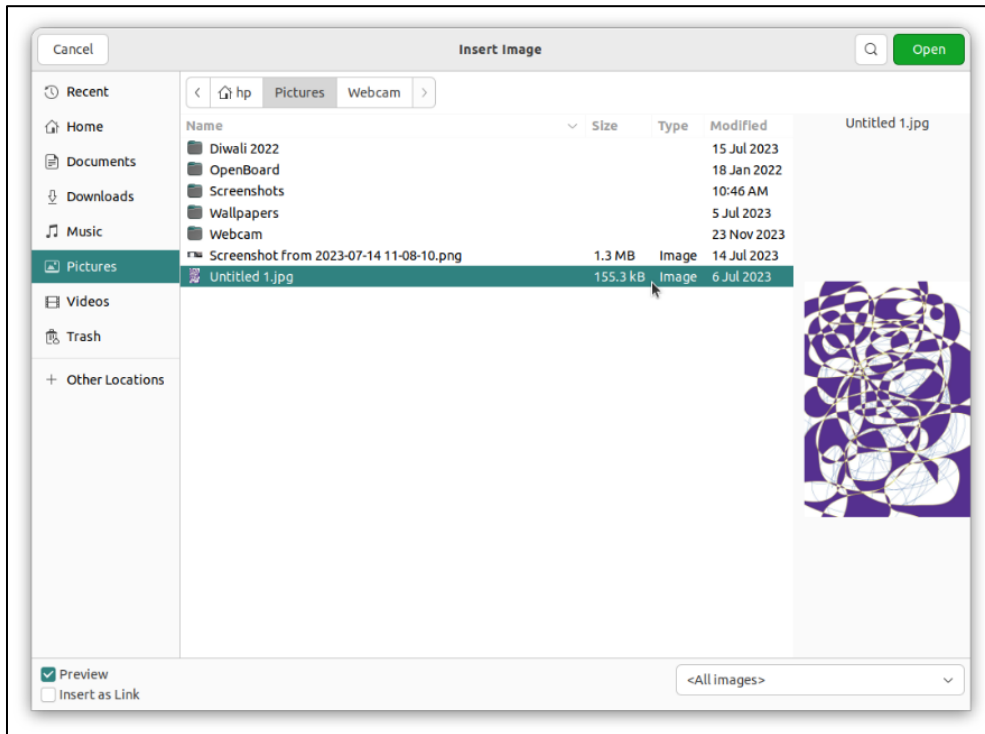 Cancel
Insert Image
Open
Recent
Home
Documents
Downloads
Music
Pictures
Videos
Trash
+ Other Locations
hp Pictures Webcam
Name Size Type Modified
Diwali 2022 15 Jul 2023
OpenBoard 18 Jan 2022
Screenshots 10:46 AM
Wallpapers 5 Jul 2023
Webcam 23 Nov 2023
Screenshot from 2023-07-14 11-08-10.png 1.3 MB Image 14 Jul 2023
Untitled 1.jpg 155.3 kB Image 6 Jul 2023
Untitled 1.jpg
Preview
Insert as Link
<All images>